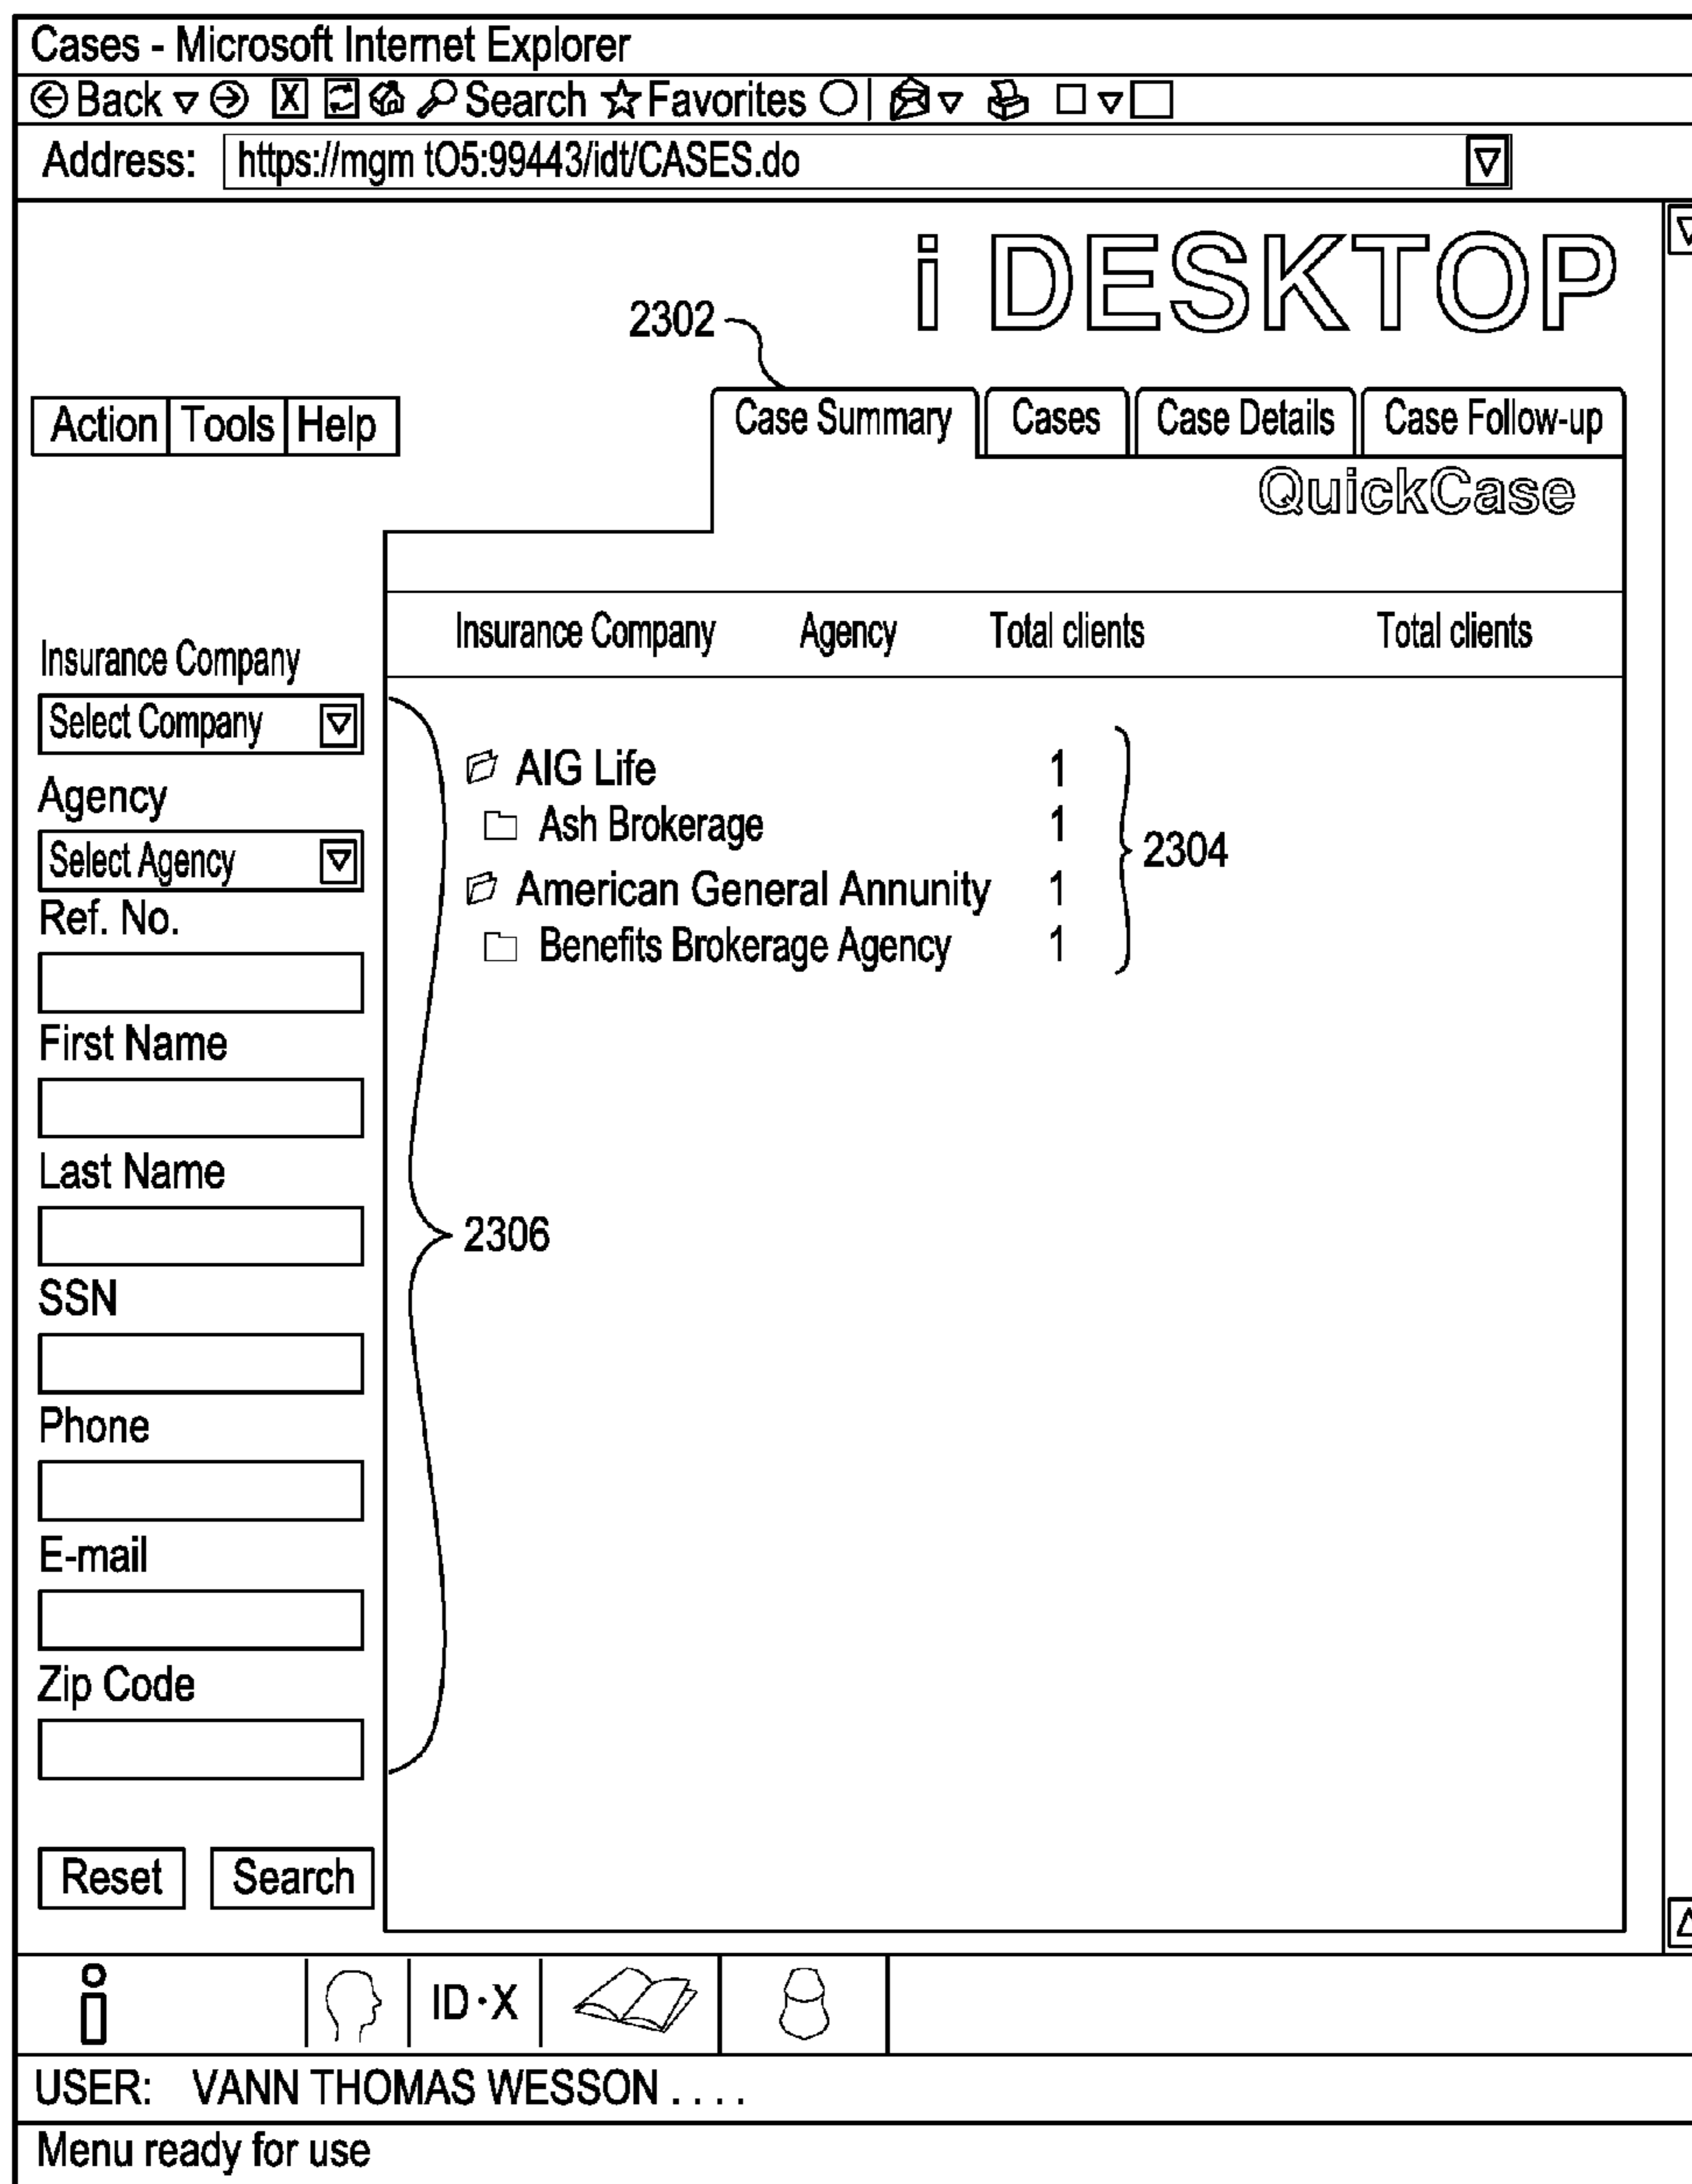 Cases - Microsoft Internet Explorer
Back Search Favorites
Address: https://mgm tO5:99443/idt/CASES.do
i DESKTOP
2302
Action Tools Help
Case Summary Cases Case Details Case Follow-up
QuickCase
Insurance Company Agency Total clients Total clients
Insurance Company
Select Company
Agency
Select Agency
Ref. No.
First Name
Last Name
SSN
Phone
E-mail
Zip Code
Reset Search
AIG Life 1
Ash Brokerage 1
American General Annunity 1
Benefits Brokerage Agency 1
2304
2306
i ID·X
USER: VANN THOMAS WESSON . . . .
Menu ready for use